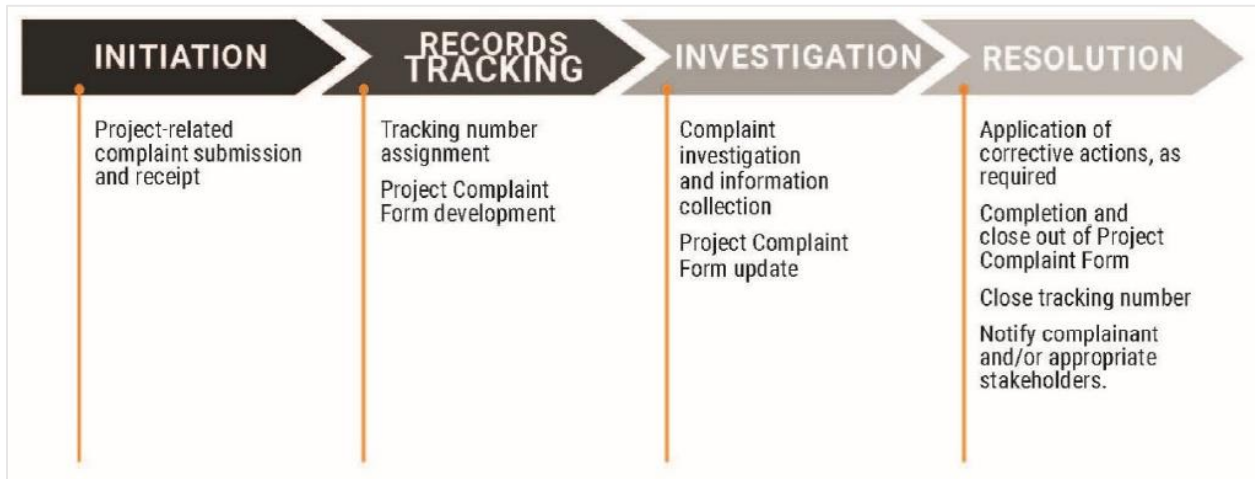 INITIATION
RECORDS
TRACKING
INVESTIGATION
RESOLUTION
Project-related
complaint submission
and receipt
Tracking number
assignment
Project Complaint
Form development
Complaint
investigation
and information
collection
Project Complaint
Form update
Application of
corrective actions, as
required
Completion and
close out of Project
Complaint Form
Close tracking number
Notify complainant
and/or appropriate
stakeholders.